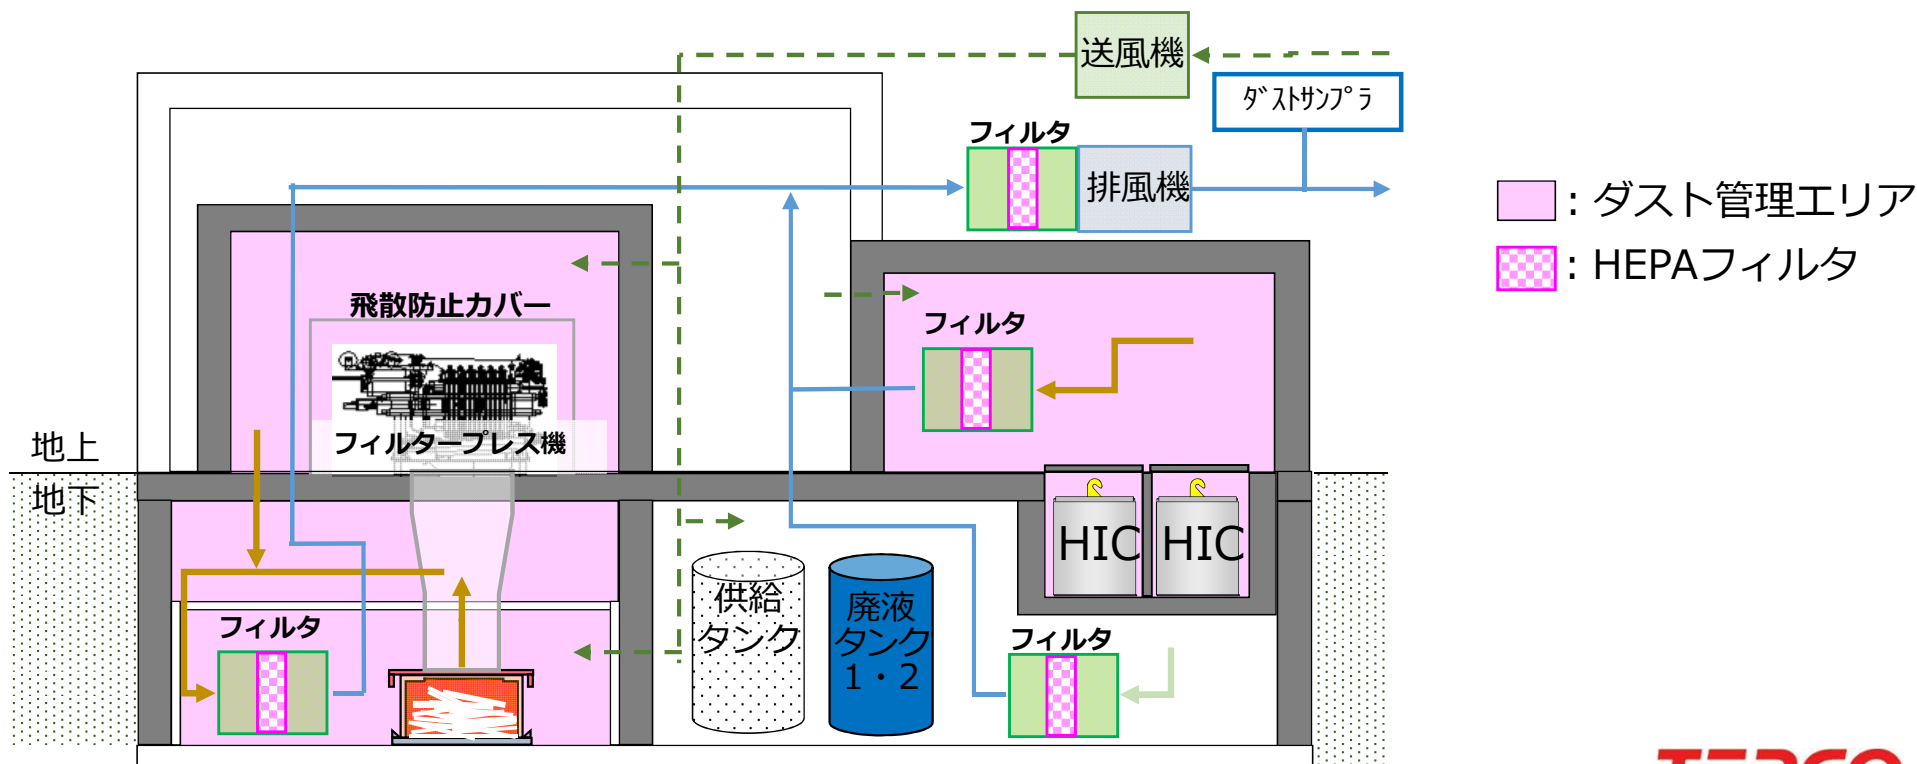 送風機
ﾀﾞｽﾄｻﾝﾌﾟﾗ
フィルタ
排風機
：ダスト管理エリア
：HEPAフィルタ
飛散防止カバー
フィルタ
フィルタープレス機
地上
地下
HIC
HIC
供給
タンク
廃液
タンク
１・２
フィルタ
フィルタ
TEPCO